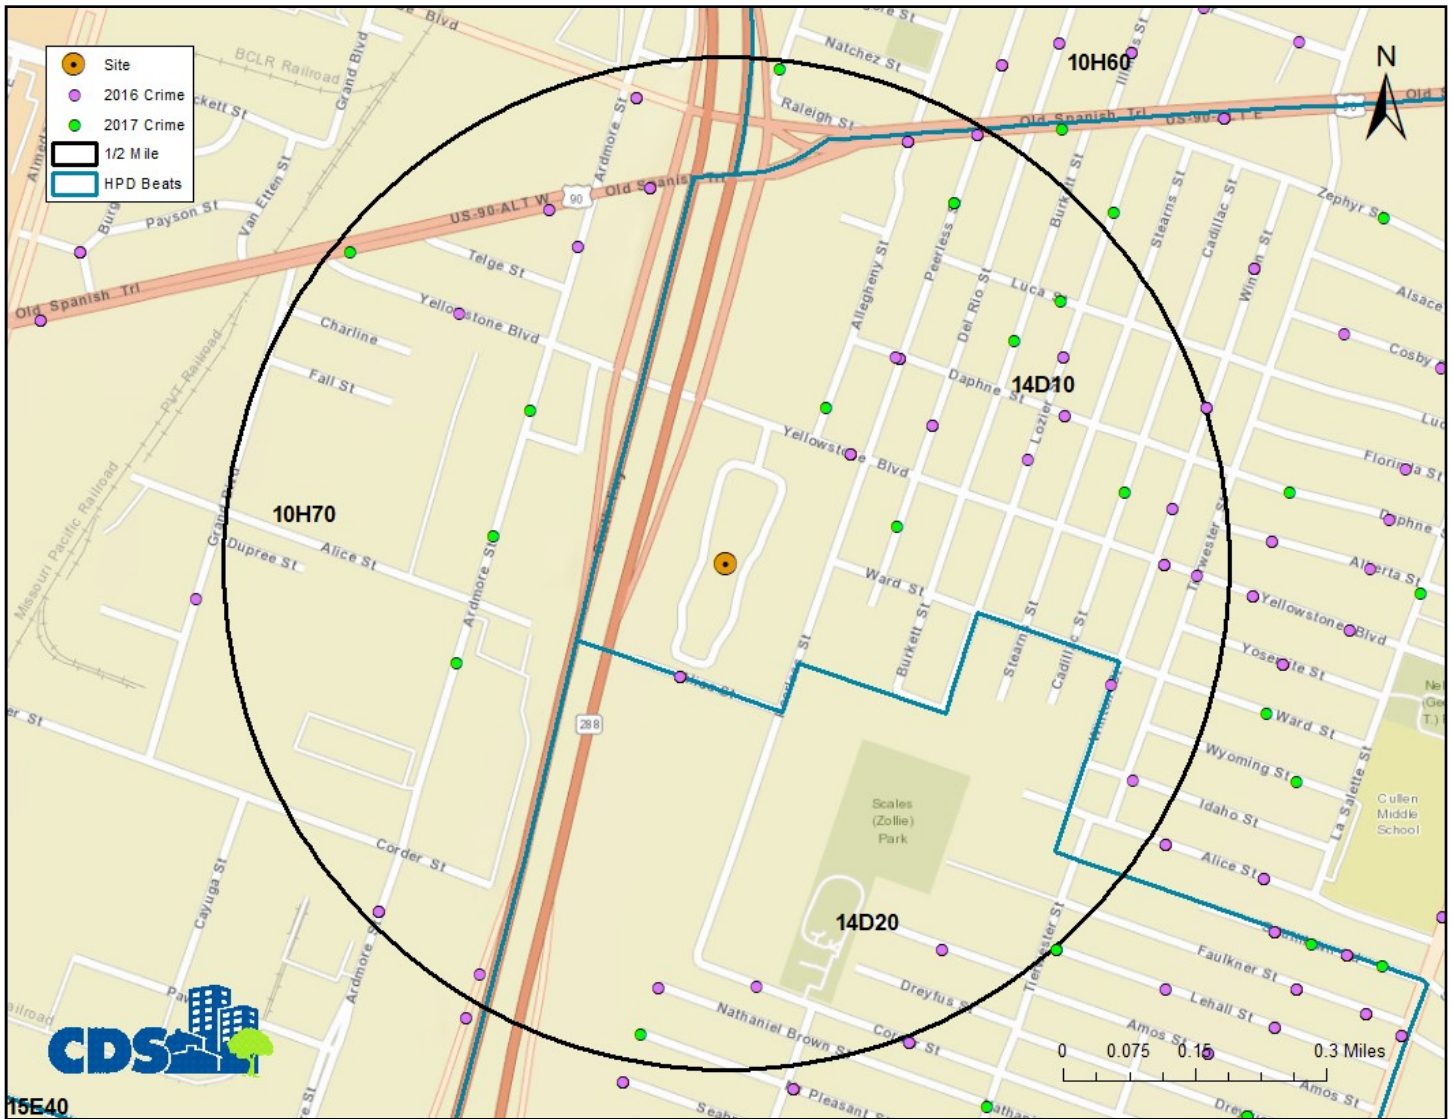 Site
2016 Crime
2017 Crime
1/2 Mile
HPD Beats
N
BCLR Railroad
Grand Blvd
Blvd
Natchez St
10H60
Raleigh St
Ardmore St
Old Spanish Trl
US-90-ALT E
90
Van Etten St
Payson St
US-90-ALT W
90
Old Spanish Trl
Old Spanish Trl
Telge St
Yellowstone Blvd
Charline
Fall St
PVT Railroad
Missouri Pacific Railroad
Grand Blvd
10H70
Dupree St
Alice St
Ardmore St
Allegheny St
Peerless St
Del Rio St
Burkett St
Stearns St
Cadillac St
Winton St
Zephyr St
Alsace
Luca St
Cosby
Daphne St
14D10
Lozier
Yellowstone Blvd
Florinda St
Daphne S
Alberta St
Tierwester St
Ward St
Burkett St
Stearns St
Cadillac St
Yellowstone Blvd
Yosemite St
Ward St
Wyoming St
Idaho St
Alice St
La Salette St
Cullen
Middle
School
288
Scales
(Zollie)
Park
14D20
Corder St
Cayuga St
Ardmore St
Tierwester St
Faulkner St
Lehall St
Dreyfus St
Amos St
Nathaniel Brown St
Amos St
Pleasant
15E40
CDS
0 0.075 0.15 0.3 Miles